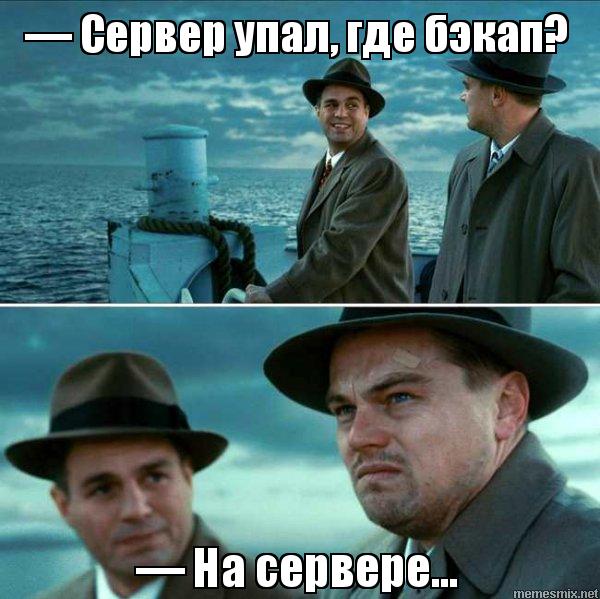 — Сервер упал, где бэкап?
— На сервере...
memesmix.net